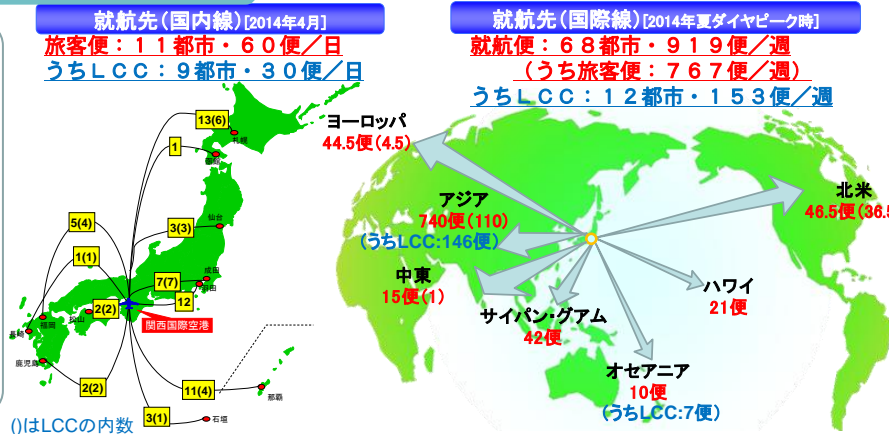 就航先(国内線)[2014年4月]
旅客便：11都市・60便／日
うちLCC：9都市・30便／日
13(6)
札幌
1
函館
5(4)
仙台
3(3)
1(1)
7(7)
成田
羽田
12
2(2)
松山
福岡
長崎
関西国際空港
鹿児島
2(2)
11(4)
那覇
3(1)
石垣
()はLCCの内数
就航先(国際線)[2014年夏ダイヤピーク時]
就航便：68都市・919便／週
(うち旅客便：767便／週)
うちLCC：12都市・153便／週
ヨーロッパ
44.5便(4.5)
北米
46.5便(36.5
アジア
740便(110)
(うちLCC:146便)
中東
15便(1)
ハワイ
21便
サイパン・グアム
42便
オセアニア
10便
(うちLCC:7便)